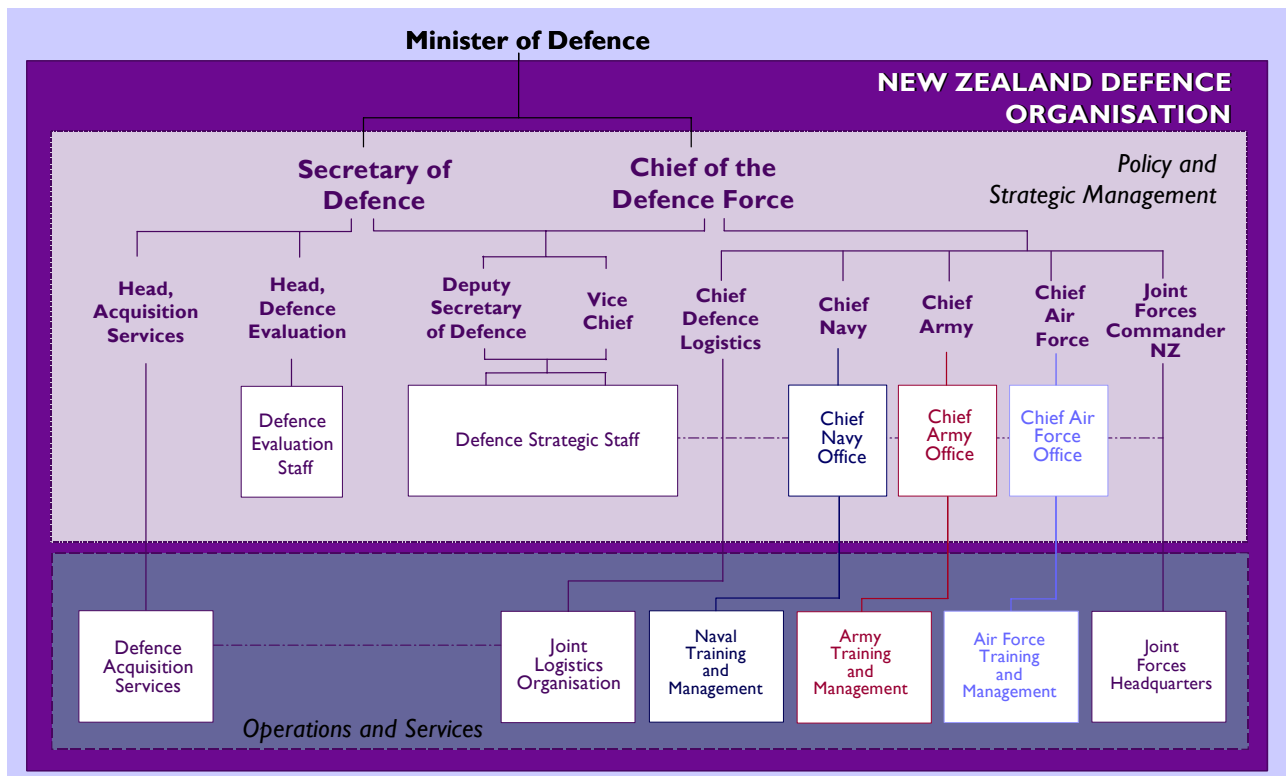 Minister of Defence
NEW ZEALAND DEFENCE
ORGANISATION
Policy and
Strategic Management
Secretary of
Defence
Chief of the
Defence Force
Head,
Acquisition
Services
Head,
Defence
Evaluation
Deputy
Secretary
of Defence
Vice
Chief
Chief
Defence
Logistics
Chief
Navy
Chief
Army
Chief
Air
Force
Joint
Forces
Commander
NZ
Defence
Evaluation
Staff
Defence Strategic Staff
Chief
Navy
Office
Chief
Army
Office
Chief Air
Force
Office
Defence
Acquisition
Services
Joint
Logistics
Organisation
Naval
Training
and
Management
Army
Training
and
Management
Air Force
Training
and
Management
Joint
Forces
Headquarters
Operations and Services